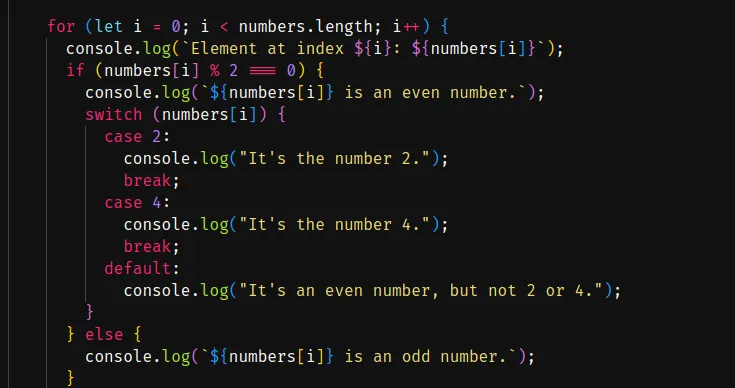 for (let i = 0; i < numbers.length; i++) {
console.log(`Element at index ${i}: ${numbers[i]}`);
if (numbers[i] % 2 === 0) {
console.log(`${numbers[i]} is an even number.`);
switch (numbers[i]) {
case 2:
console.log("It's the number 2.");
break;
case 4:
console.log("It's the number 4.");
break;
default:
console.log("It's an even number, but not 2 or 4.");
}
} else {
console.log(`${numbers[i]} is an odd number.`);
}